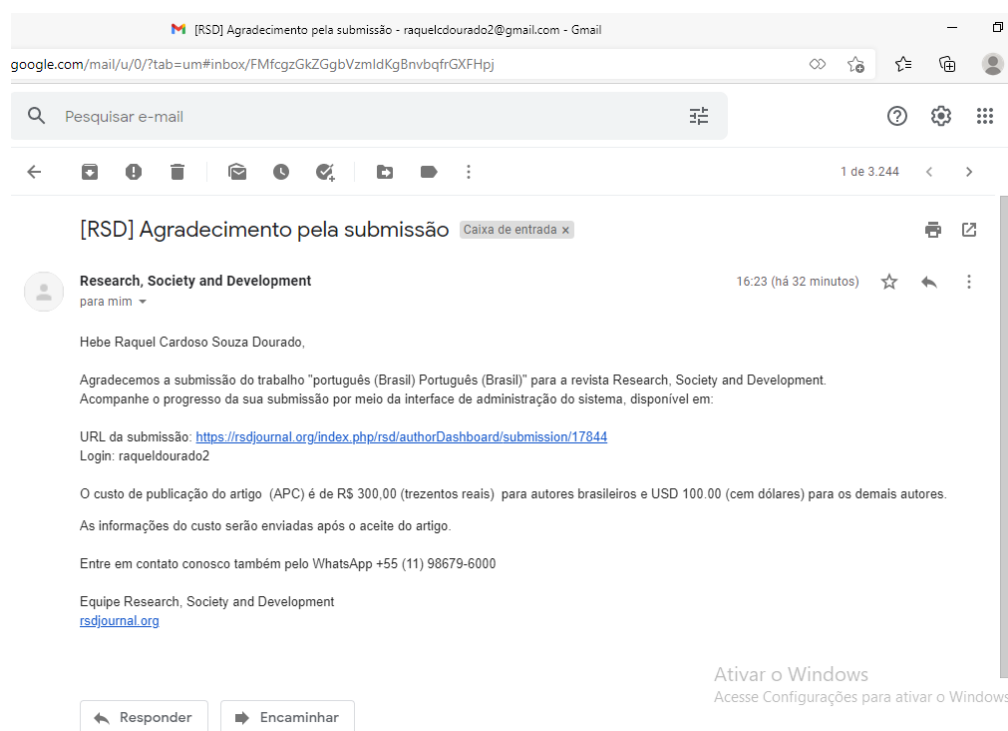 [RSD] Agradecimento pela submissão - raquelcdourado2@gmail.com - Gmail
google.com/mail/u/0/?tab=um#inbox/FMfcgzGkZGgbVzmldKgBnvbqfrGXFHpj
Pesquisar e-mail
1 de 3.244
[RSD] Agradecimento pela submissão Caixa de entrada x
Research, Society and Development 16:23 (há 32 minutos)
para mim
Hebe Raquel Cardoso Souza Dourado,
Agradecemos a submissão do trabalho "português (Brasil) Português (Brasil)" para a revista Research, Society and Development.
Acompanhe o progresso da sua submissão por meio da interface de administração do sistema, disponível em:
URL da submissão: https://rsdjournal.org/index.php/rsd/authorDashboard/submission/17844
Login: raqueldourado2
O custo de publicação do artigo (APC) é de R$ 300,00 (trezentos reais) para autores brasileiros e USD 100.00 (cem dólares) para os demais autores.
As informações do custo serão enviadas após o aceite do artigo.
Entre em contato conosco também pelo WhatsApp +55 (11) 98679-6000
Equipe Research, Society and Development
rsdjournal.org
Ativar o Windows
Acesse Configurações para ativar o Windows
Responder Encaminhar